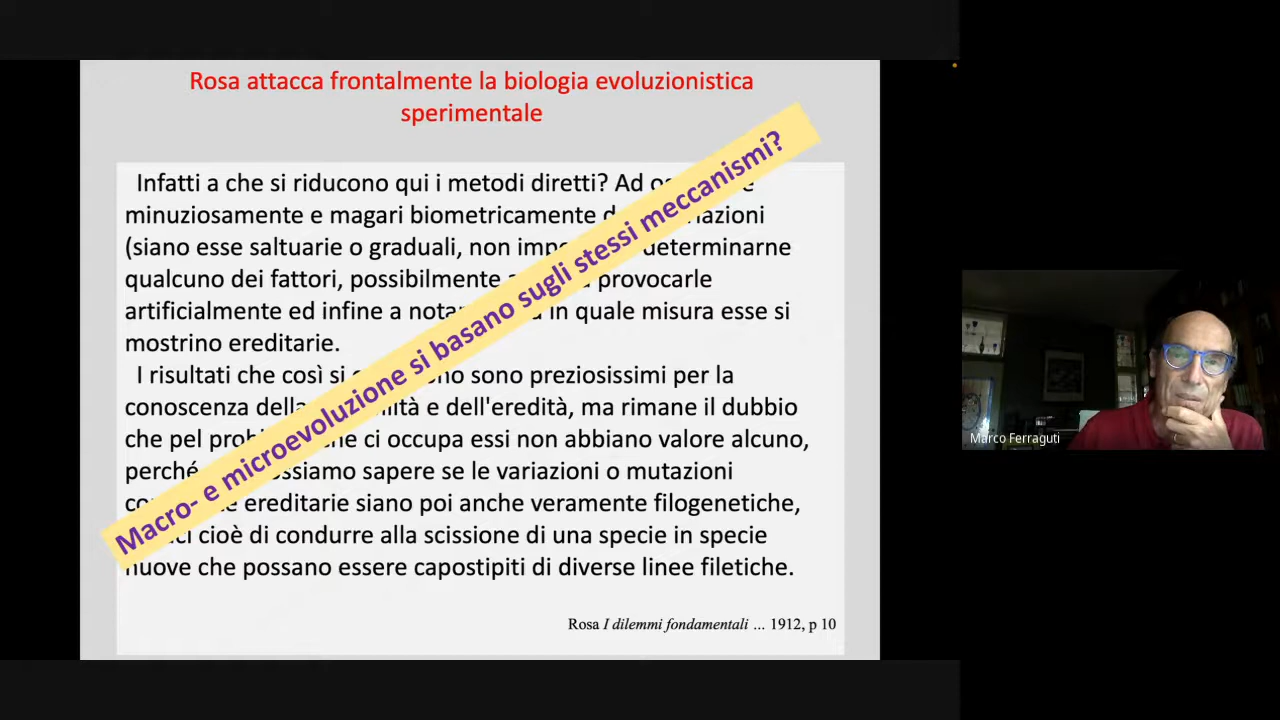 Rosa attacca frontalmente la biologia evoluzionistica
sperimentale
Infatti a che si riducono qui i metodi diretti? Ad
minuziosamente e magari biometricamente
(siano esse saltuarie o graduali, non determinarne
qualcuno dei fattori, possibilmente provocarle
artificialmente ed infine a in quale misura esse si
mostrino ereditarie.
I risultati che così si sono preziosissimi per la
conoscenza della e dell'eredità, ma rimane il dubbio
che pel che ci occupa essi non abbiano valore alcuno,
perché possiamo sapere se le variazioni o mutazioni
ereditarie siano poi anche veramente filogenetiche,
cioè di condurre alla scissione di una specie in specie
nuove che possano essere capostipiti di diverse linee filetiche.
Macro- e microevoluzione si basano sugli stessi meccanismi?
Rosa I dilemmi fondamentali ... 1912, p 10
Marco Ferraguti